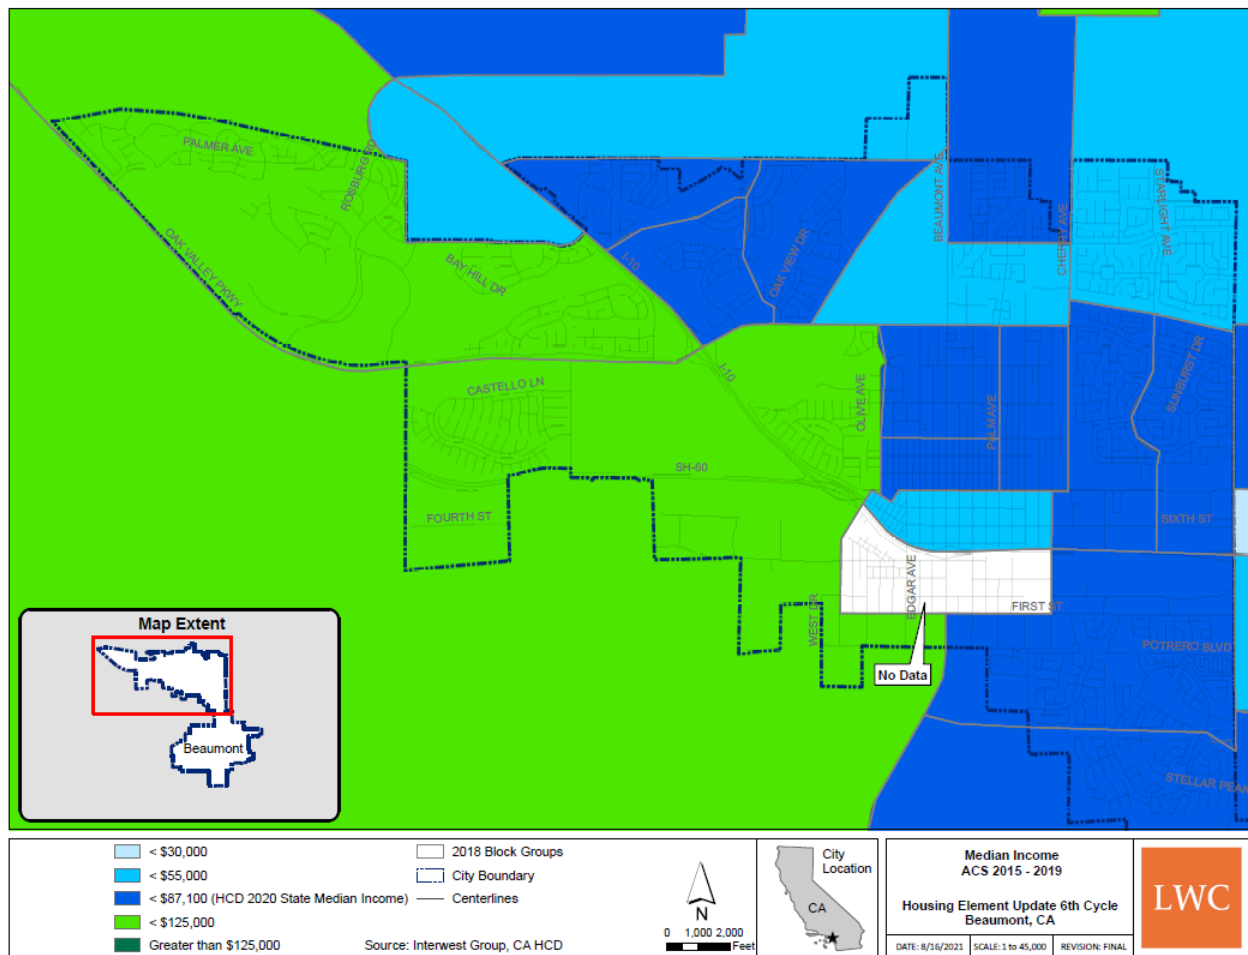 PALMER AVE
ROSBURG RD
OAK VALLEY PKWY
BAY HILL DR
I-10
OAK VIEW DR
BEAUMONT AVE
CHERRY AVE
STARLIGHT AVE
CASTELLO LN
I-10
OLIVE AVE
PALM AVE
SUNBURST DR
SH-60
FOURTH ST
SIXTH ST
EDGAR AVE
WEST DR
FIRST ST
POTRERO BLVD
No Data
STELLAR PEAK
Map Extent
Beaumont
< $30,000
< $55,000
< $87,100 (HCD 2020 State Median Income)
< $125,000
Greater than $125,000
2018 Block Groups
City Boundary
Centerlines
Source: Interwest Group, CA HCD
N
0 1,000 2,000
Feet
City
Location
CA
Median Income
ACS 2015 - 2019
Housing Element Update 6th Cycle
Beaumont, CA
DATE: 8/16/2021 SCALE: 1 to 45,000 REVISION: FINAL
LWC